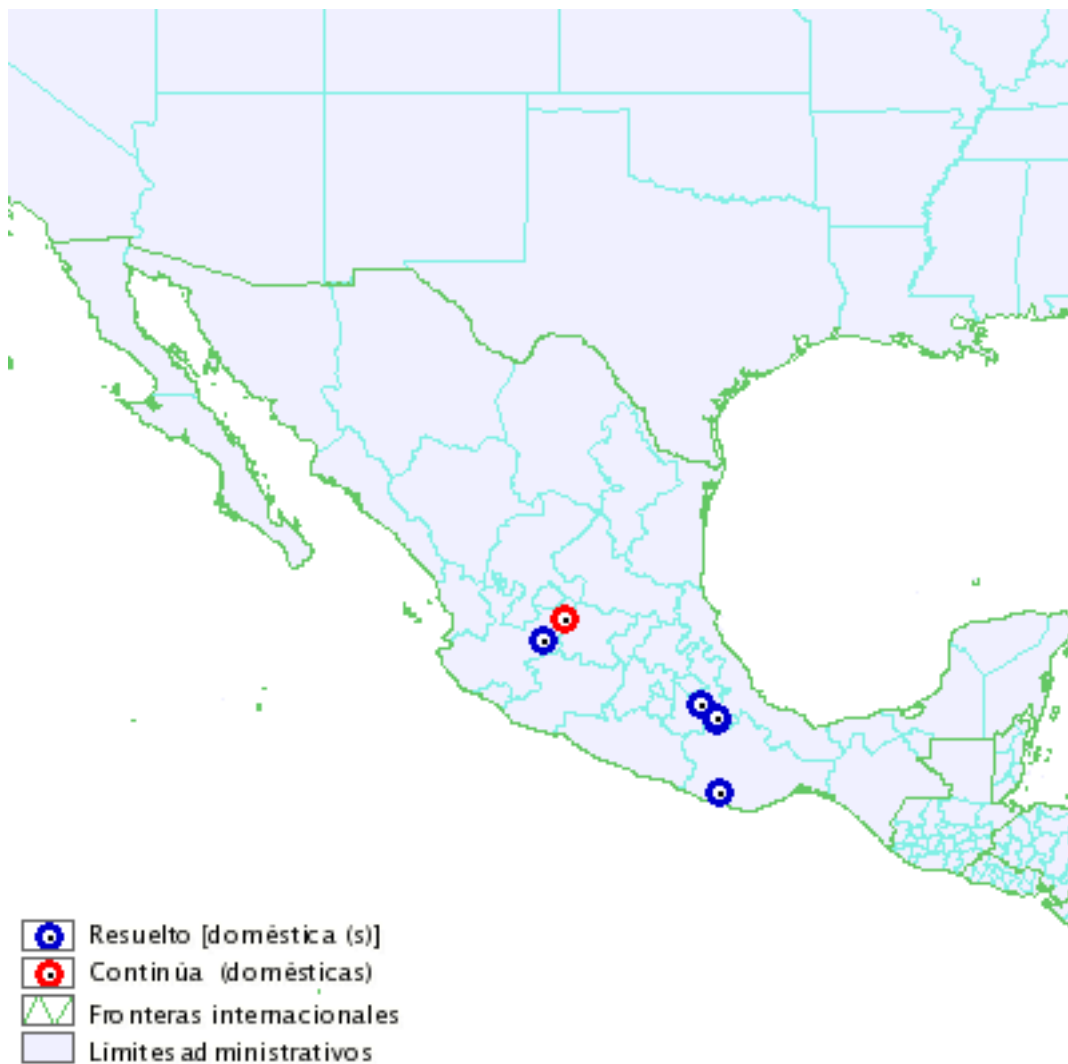 Resuelto [doméstica (s)]
Continúa (domésticas)
Fronteras internacionales
Límites administrativos